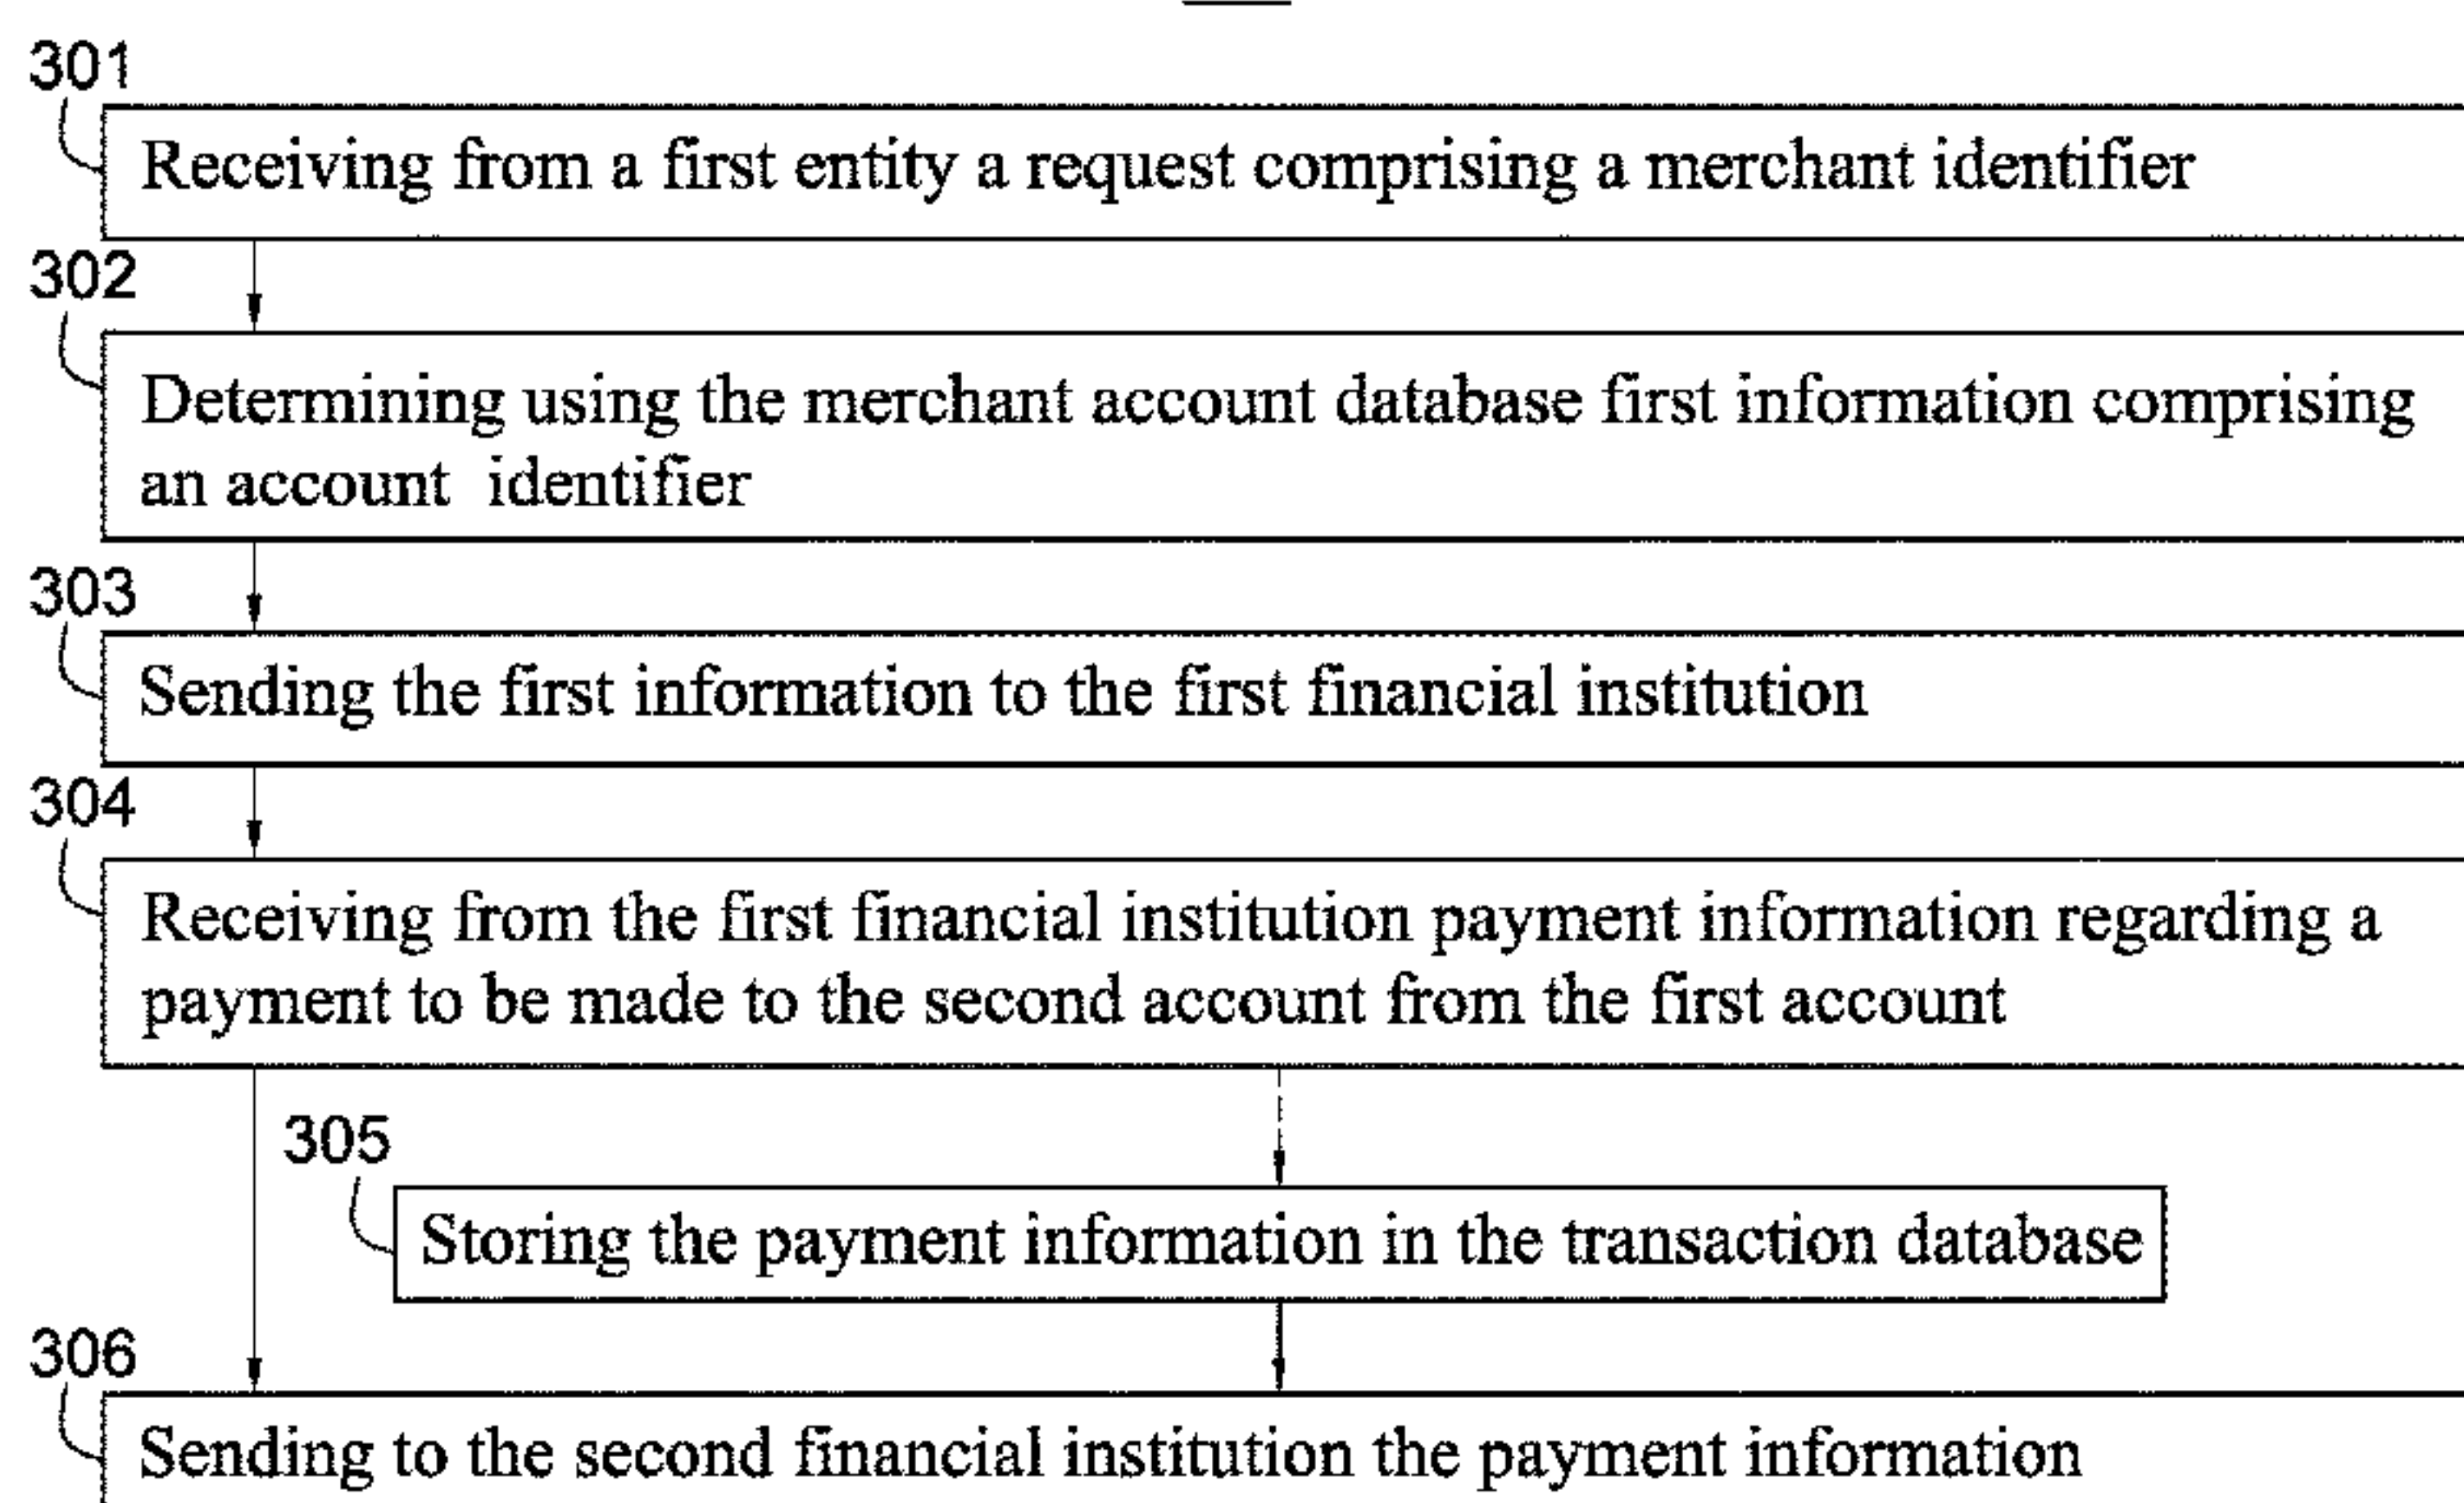 301
Receiving from a first entity a request comprising a merchant identifier
302
Determining using the merchant account database first information comprising
an account identifier
303
Sending the first information to the first financial institution
304
Receiving from the first financial institution payment information regarding a
payment to be made to the second account from the first account
305
Storing the payment information in the transaction database
306
Sending to the second financial institution the payment information